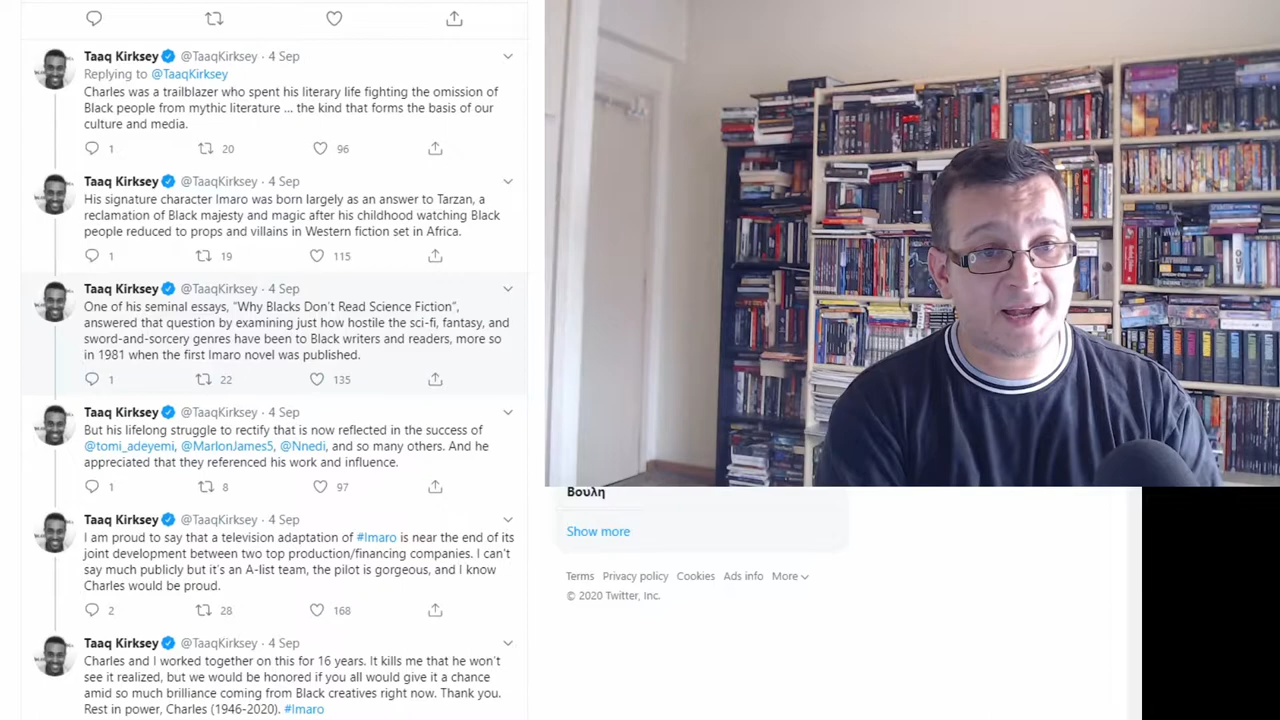 Taaq Kirksey @TaaqKirksey · 4 Sep
Replying to @TaaqKirksey
Charles was a trailblazer who spent his literary life fighting the omission of
Black people from mythic literature ... the kind that forms the basis of our
culture and media.
1 20 96
Taaq Kirksey @TaaqKirksey · 4 Sep
His signature character Imaro was born largely as an answer to Tarzan, a
reclamation of Black majesty and magic after his childhood watching Black
people reduced to props and villains in Western fiction set in Africa.
1 19 115
Taaq Kirksey @TaaqKirksey · 4 Sep
One of his seminal essays, "Why Blacks Don't Read Science Fiction",
answered that question by examining just how hostile the sci-fi, fantasy, and
sword-and-sorcery genres have been to Black writers and readers, more so
in 1981 when the first Imaro novel was published.
1 22 135
Taaq Kirksey @TaaqKirksey · 4 Sep
But his lifelong struggle to rectify that is now reflected in the success of
@tomi_adeyemi, @MarlonJames5, @Nnedi, and so many others. And he
appreciated that they referenced his work and influence.
1 8 97
Taaq Kirksey @TaaqKirksey · 4 Sep
I am proud to say that a television adaptation of #Imaro is near the end of its
joint development between two top production/financing companies. I can't
say much publicly but it's an A-list team, the pilot is gorgeous, and I know
Charles would be proud.
2 28 168
Taaq Kirksey @TaaqKirksey · 4 Sep
Charles and I worked together on this for 16 years. It kills me that he won't
see it realized, but we would be honored if you all would give it a chance
amid so much brilliance coming from Black creatives right now. Thank you.
Rest in power, Charles (1946-2020). #Imaro
Βουλη
Show more
Terms Privacy policy Cookies Ads info More
© 2020 Twitter, Inc.
LAYMON